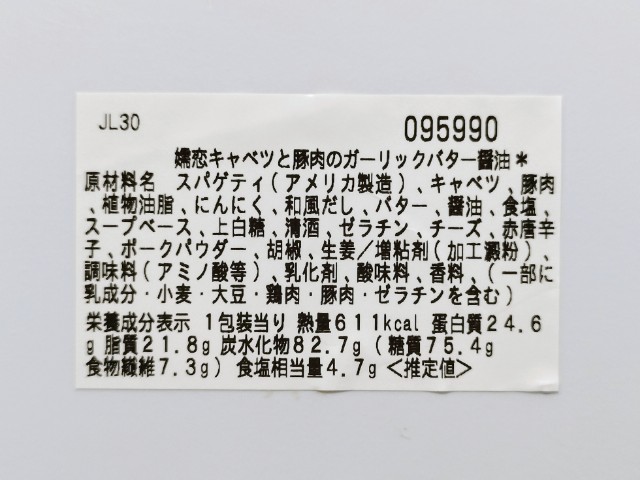 JL30
095990
嬬恋キャベツと豚肉のガーリックバター醤油*
原材料名 スパゲティ(アメリカ製造)、キャベツ、豚肉
、植物油脂、にんにく、和風だし、バター、醤油、食塩、
スープベース、上白糖、清酒、ゼラチン、チーズ、赤唐辛
子、ポークパウダー、胡椒、生姜/増粘剤(加工澱粉)、
調味料(アミノ酸等)、乳化剤、酸味料、香料、(一部に
乳成分・小麦・大豆・鶏肉・豚肉・ゼラチンを含む)
栄養成分表示 1包装当り 熱量611kcal 蛋白質24.6
g 脂質21.8g 炭水化物82.7g(糖質75.4g
食物繊維7.3g) 食塩相当量4.7g <推定値>